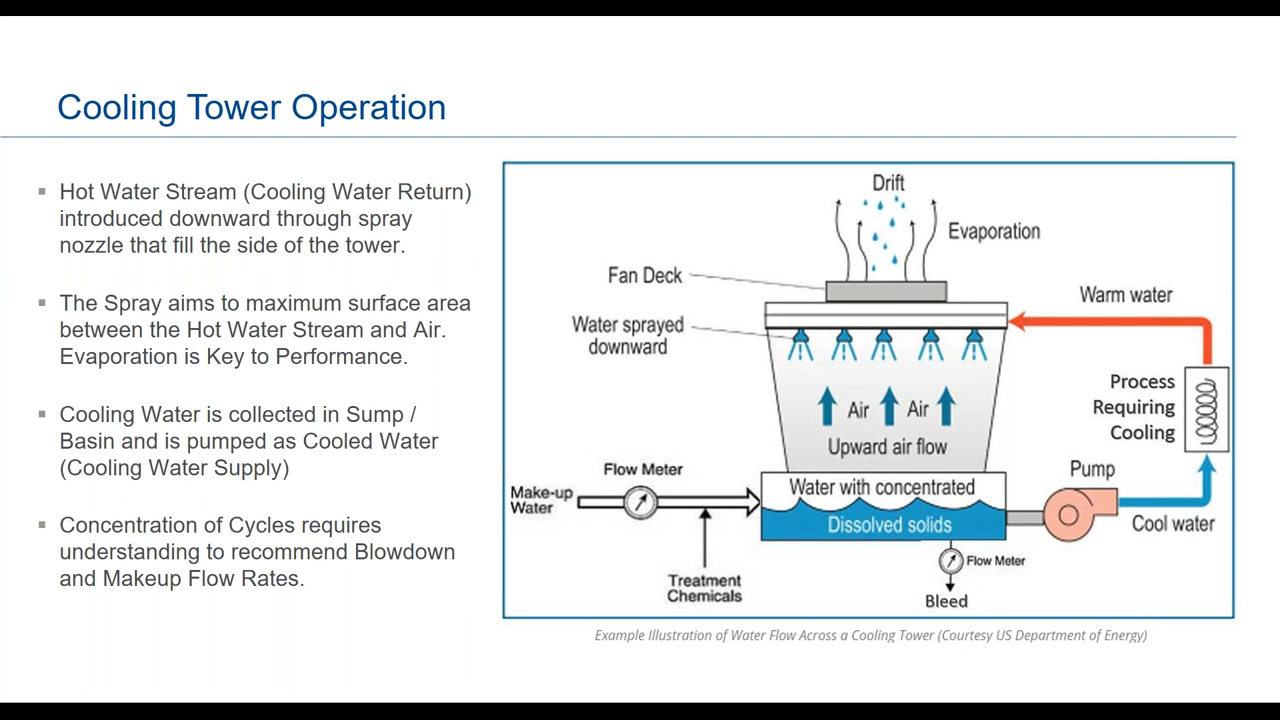 Cooling Tower Operation
▪ Hot Water Stream (Cooling Water Return)
introduced downward through spray
nozzle that fill the side of the tower.
▪ The Spray aims to maximum surface area
between the Hot Water Stream and Air.
Evaporation is Key to Performance.
▪ Cooling Water is collected in Sump /
Basin and is pumped as Cooled Water
(Cooling Water Supply)
▪ Concentration of Cycles requires
understanding to recommend Blowdown
and Makeup Flow Rates.
Drift
Evaporation
Fan Deck
Warm water
Water sprayed
downward
Process
Requiring
Cooling
Air Air
Upward air flow
Flow Meter
Pump
Make-up
Water
Water with concentrated
Dissolved solids
Cool water
Flow Meter
Treatment
Chemicals
Bleed
Example Illustration of Water Flow Across a Cooling Tower (Courtesy US Department of Energy)